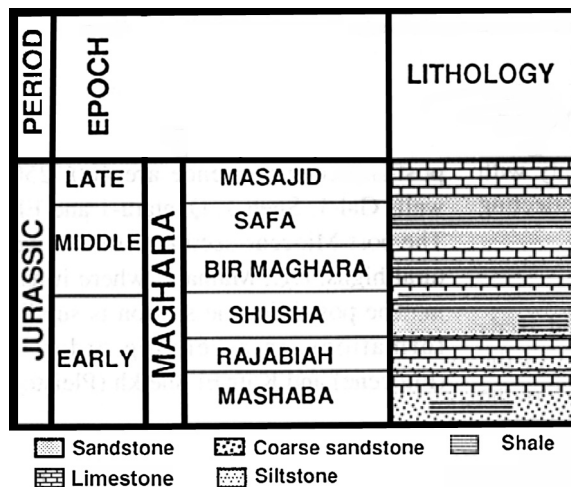 PERIOD
EPOCH
LITHOLOGY
JURASSIC
LATE
MIDDLE
EARLY
MAGHARA
MASAJID
SAFA
BIR MAGHARA
SHUSHA
RAJABIAH
MASHABA
Sandstone Coarse sandstone Shale
Limestone Siltstone